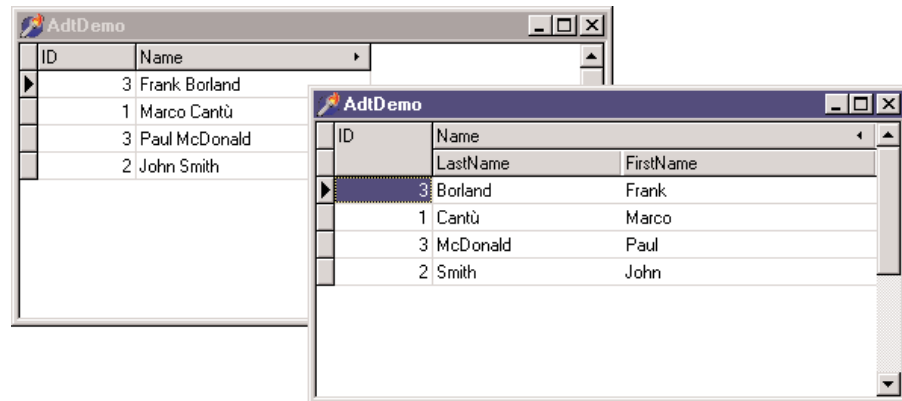 AdtDemo
ID Name
3 Frank Borland
1 Marco Cantù
3 Paul McDonald
2 John Smith
AdtDemo
ID Name
LastName FirstName
3 Borland Frank
1 Cantù Marco
3 McDonald Paul
2 Smith John